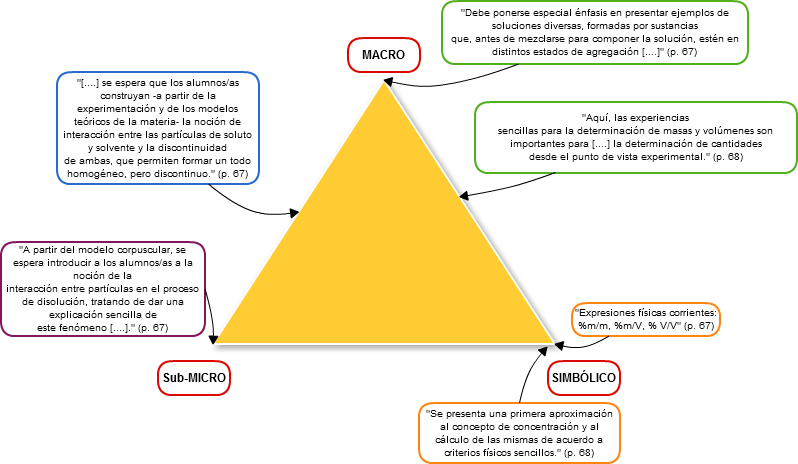 "Debe ponerse especial énfasis en presentar ejemplos de
soluciones diversas, formadas por sustancias
que, antes de mezclarse para componer la solución, estén en
distintos estados de agregación [....]" (p. 67)
MACRO
"[....] se espera que los alumnos/as
construyan -a partir de la
experimentación y de los modelos
teóricos de la materia- la noción de
interacción entre las partículas de soluto
y solvente y la discontinuidad
de ambas, que permiten formar un todo
homogéneo, pero discontinuo." (p. 67)
"Aquí, las experiencias
sencillas para la determinación de masas y volúmenes son
importantes para [....] la determinación de cantidades
desde el punto de vista experimental." (p. 68)
"A partir del modelo corpuscular, se
espera introducir a los alumnos/as a la
noción de la
interacción entre partículas en el proceso
de disolución, tratando de dar una
explicación sencilla de
este fenómeno [....]." (p. 67)
"Expresiones físicas corrientes:
%m/m, %m/V, % V/V" (p. 67)
Sub-MICRO
SIMBÓLICO
"Se presenta una primera aproximación
al concepto de concentración y al
cálculo de las mismas de acuerdo a
criterios físicos sencillos." (p. 68)